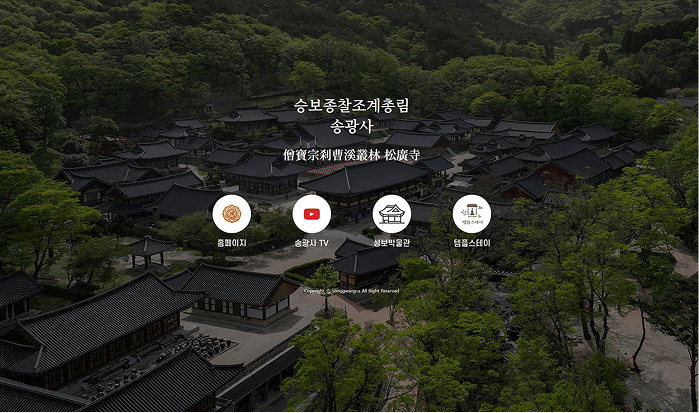 승보종찰조계총림
송광사
僧寶宗刹曹溪叢林 松廣寺
템플스테이
홈페이지
송광사 TV
성보박물관
템플스테이
Copyright ⓒ Songgwangsa All Right Reserved